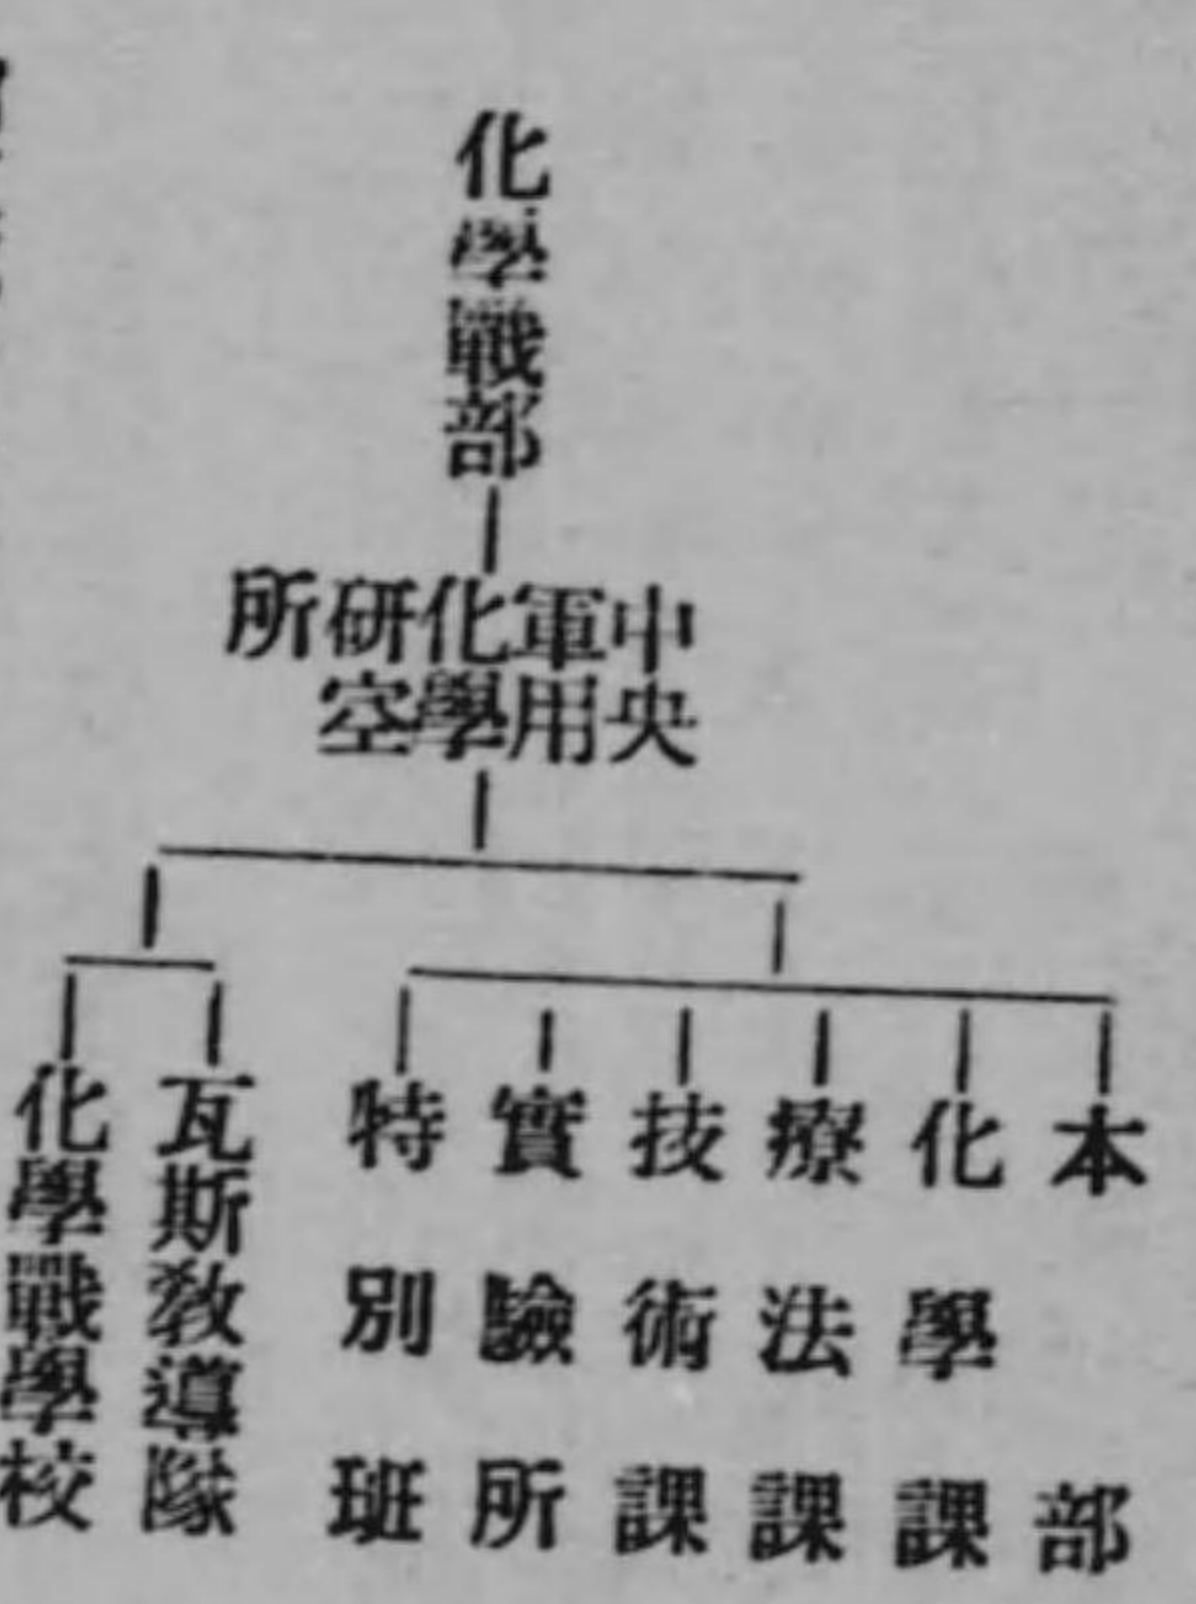 化學戰部
中央軍用化學研空所
本部
化學課
療法課
技術課
實驗所
特別班
瓦斯教導隊
化學戰學校